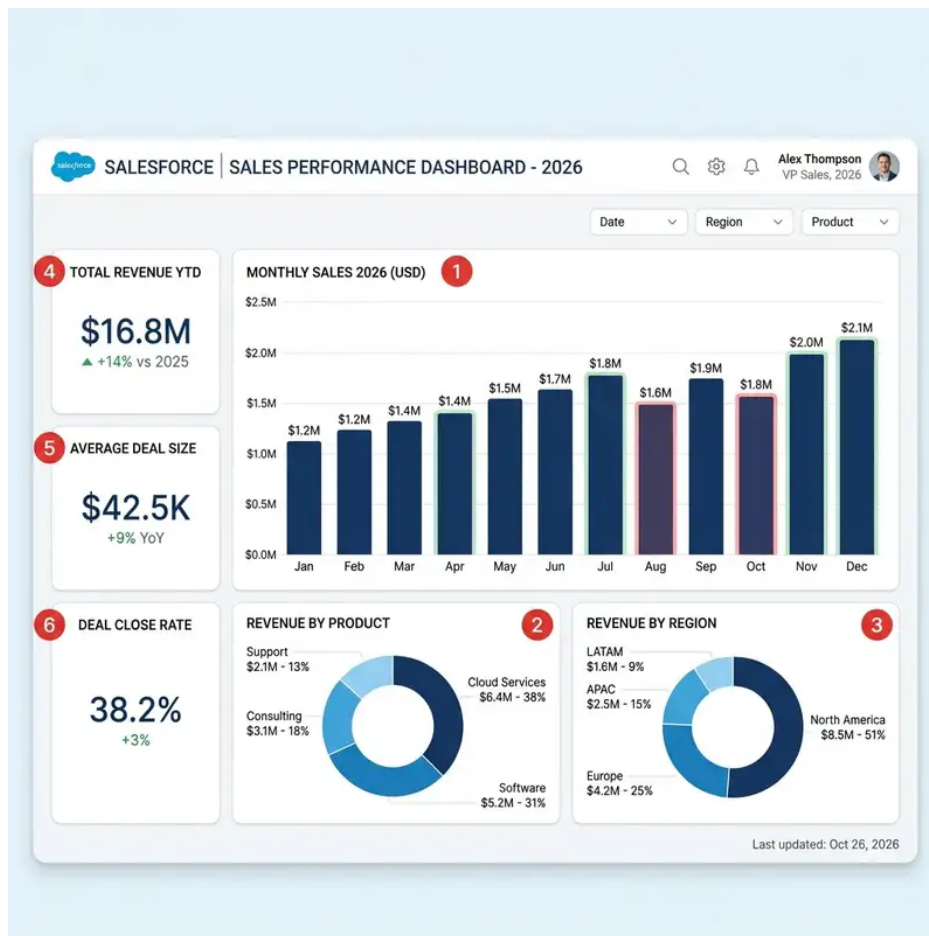 salesforce
SALESFORCE | SALES PERFORMANCE DASHBOARD - 2026
Alex Thompson
VP Sales, 2026
Date
Region
Product
4
TOTAL REVENUE YTD
$16.8M
▲ +14% vs 2025
5
AVERAGE DEAL SIZE
$42.5K
+9% YoY
6
DEAL CLOSE RATE
38.2%
+3%
MONTHLY SALES 2026 (USD)
1
$2.5M
$2.0M
$1.5M
$1.0M
$0.5M
$0.0M
$1.2M
$1.2M
$1.4M
$1.4M
$1.5M
$1.7M
$1.8M
$1.6M
$1.9M
$1.8M
$2.0M
$2.1M
Jan
Feb
Mar
Apr
May
Jun
Jul
Aug
Sep
Oct
Nov
Dec
REVENUE BY PRODUCT
2
Support
$2.1M - 13%
Consulting
$3.1M - 18%
Cloud Services
$6.4M - 38%
Software
$5.2M - 31%
REVENUE BY REGION
3
LATAM
$1.6M - 9%
APAC
$2.5M - 15%
Europe
$4.2M - 25%
North America
$8.5M - 51%
Last updated: Oct 26, 2026